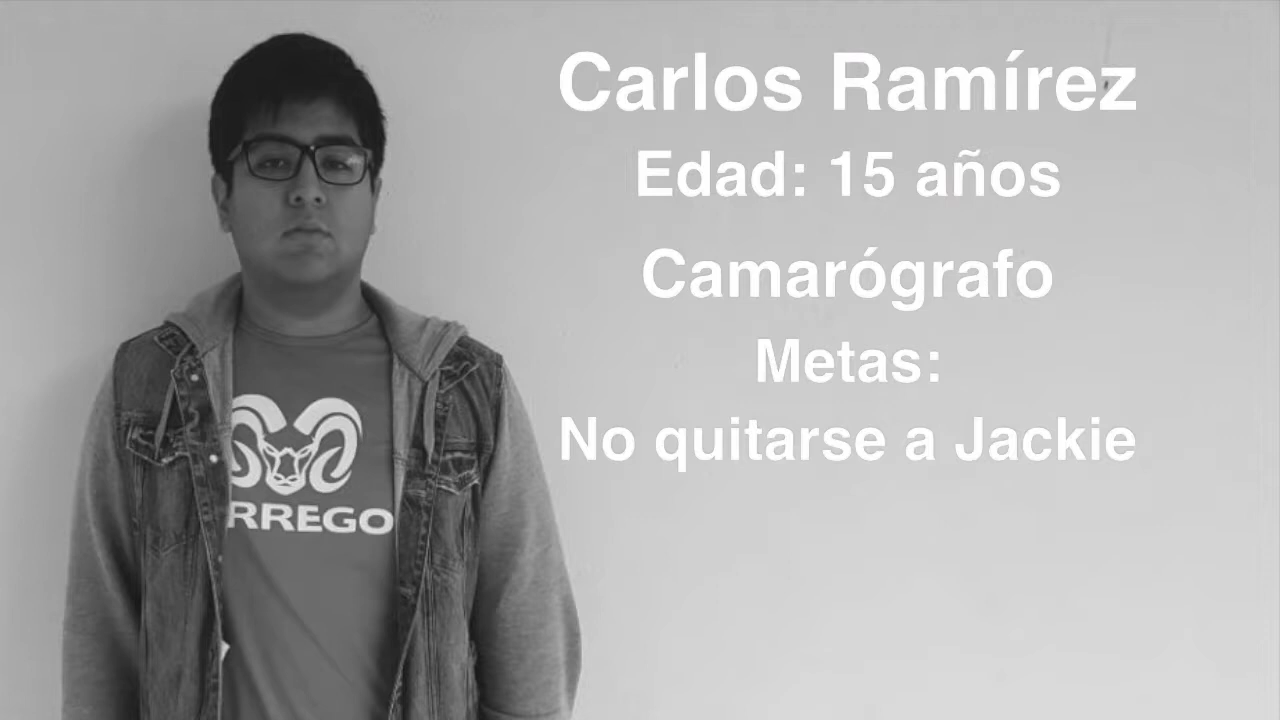 Carlos Ramírez
Edad: 15 años
Camarógrafo
Metas:
No quitarse a Jackie
RREGO